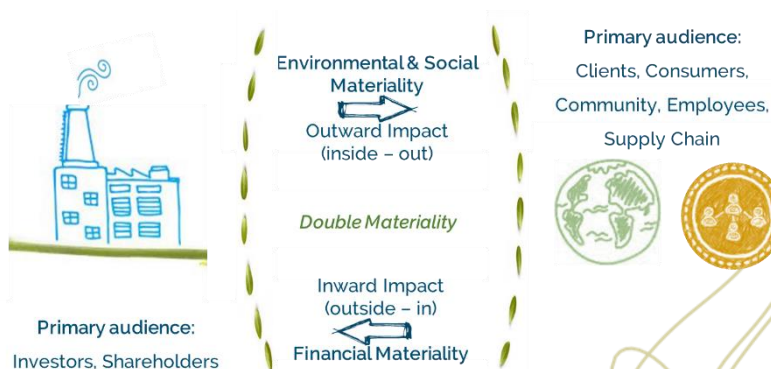 Environmental & Social
Materiality
Outward Impact
(inside – out)
Double Materiality
Inward Impact
(outside – in)
Financial Materiality
Primary audience:
Investors, Shareholders
Primary audience:
Clients, Consumers,
Community, Employees,
Supply Chain